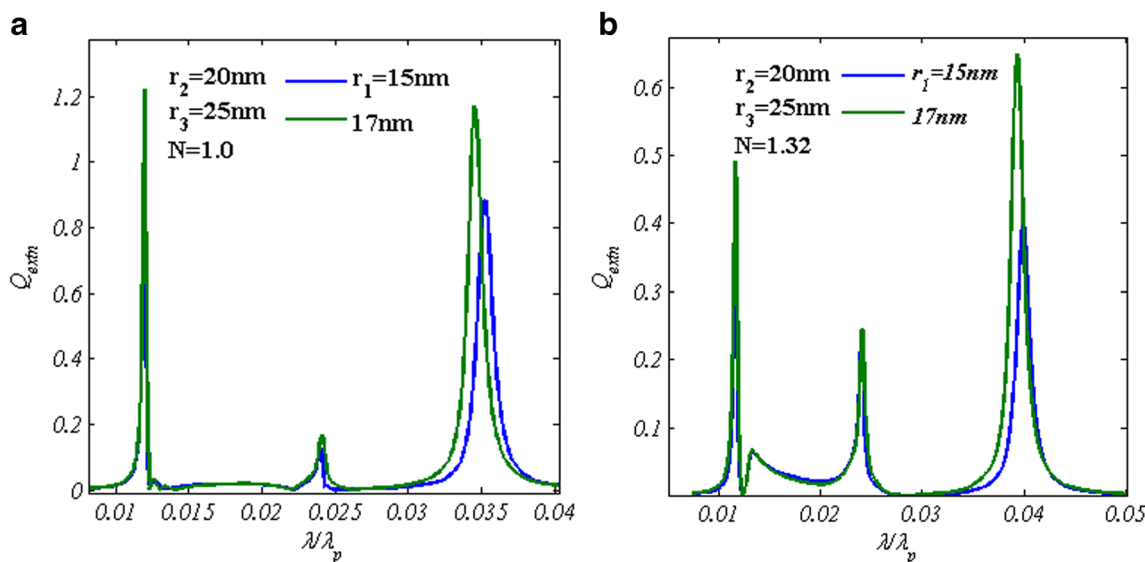 a
r₂=20nm
r₁=15nm
r₃=25nm
17nm
N=1.0
1.2
1
0.8
0.6
0.4
0.2
0
Qextn
0.01 0.015 0.02 0.025 0.03 0.035 0.04
λ/λp
b
r₂=20nm
r₁=15nm
r₃=25nm
17nm
N=1.32
0.6
0.5
0.4
0.3
0.2
0.1
Qextn
0.01 0.02 0.03 0.04 0.05
λ/λp